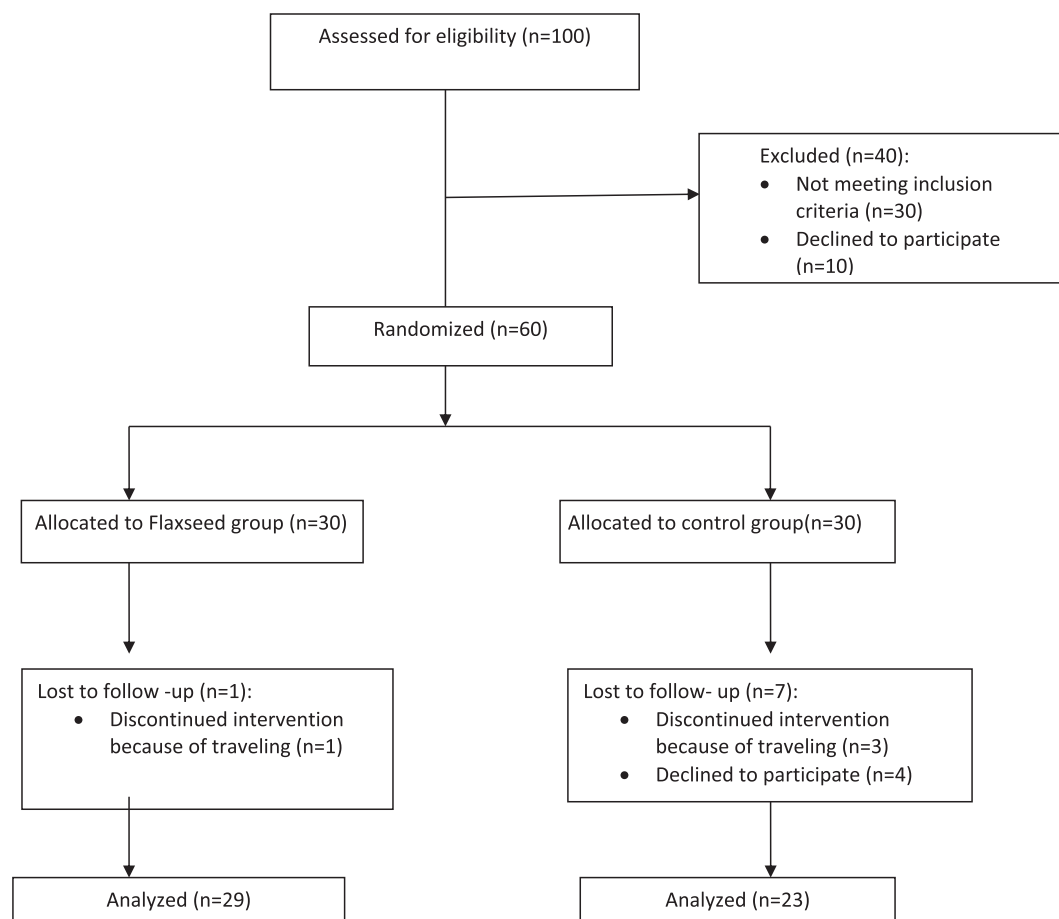 Assessed for eligibility (n=100)
Excluded (n=40):
● Not meeting inclusion
criteria (n=30)
● Declined to participate
(n=10)
Randomized (n=60)
Allocated to Flaxseed group (n=30)
Allocated to control group(n=30)
Lost to follow -up (n=1):
● Discontinued intervention
because of traveling (n=1)
Lost to follow- up (n=7):
● Discontinued intervention
because of traveling (n=3)
● Declined to participate (n=4)
Analyzed (n=29)
Analyzed (n=23)